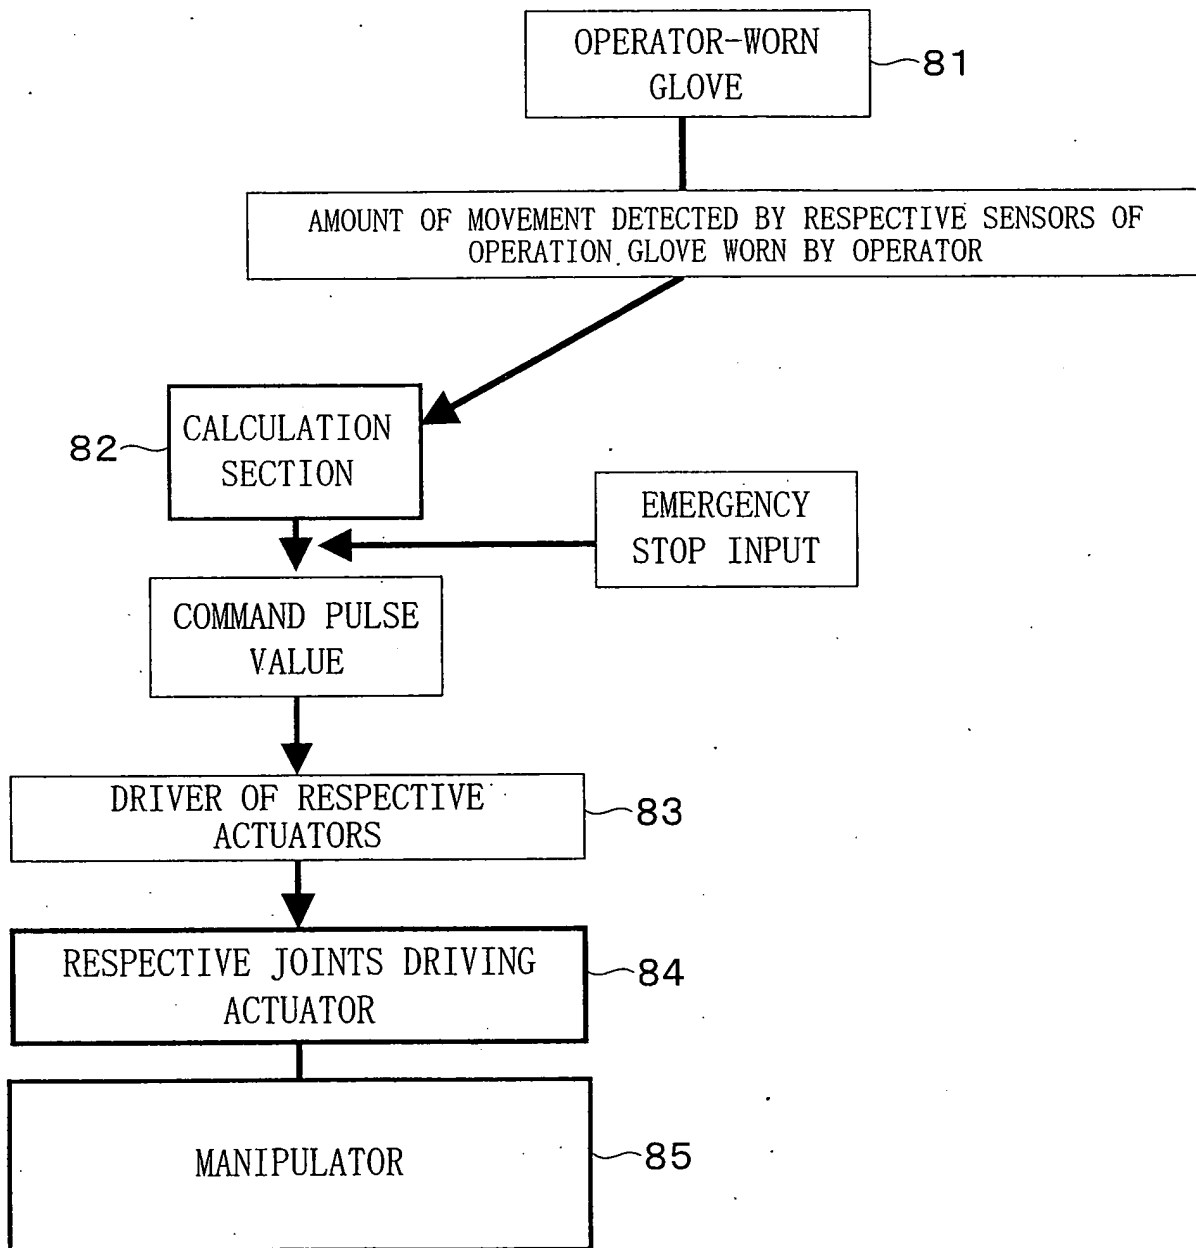 OPERATOR-WORN
GLOVE
81
AMOUNT OF MOVEMENT DETECTED BY RESPECTIVE SENSORS OF
OPERATION GLOVE WORN BY OPERATOR
82
CALCULATION
SECTION
EMERGENCY
STOP INPUT
COMMAND PULSE
VALUE
DRIVER OF RESPECTIVE
ACTUATORS
83
RESPECTIVE JOINTS DRIVING
ACTUATOR
84
MANIPULATOR
85